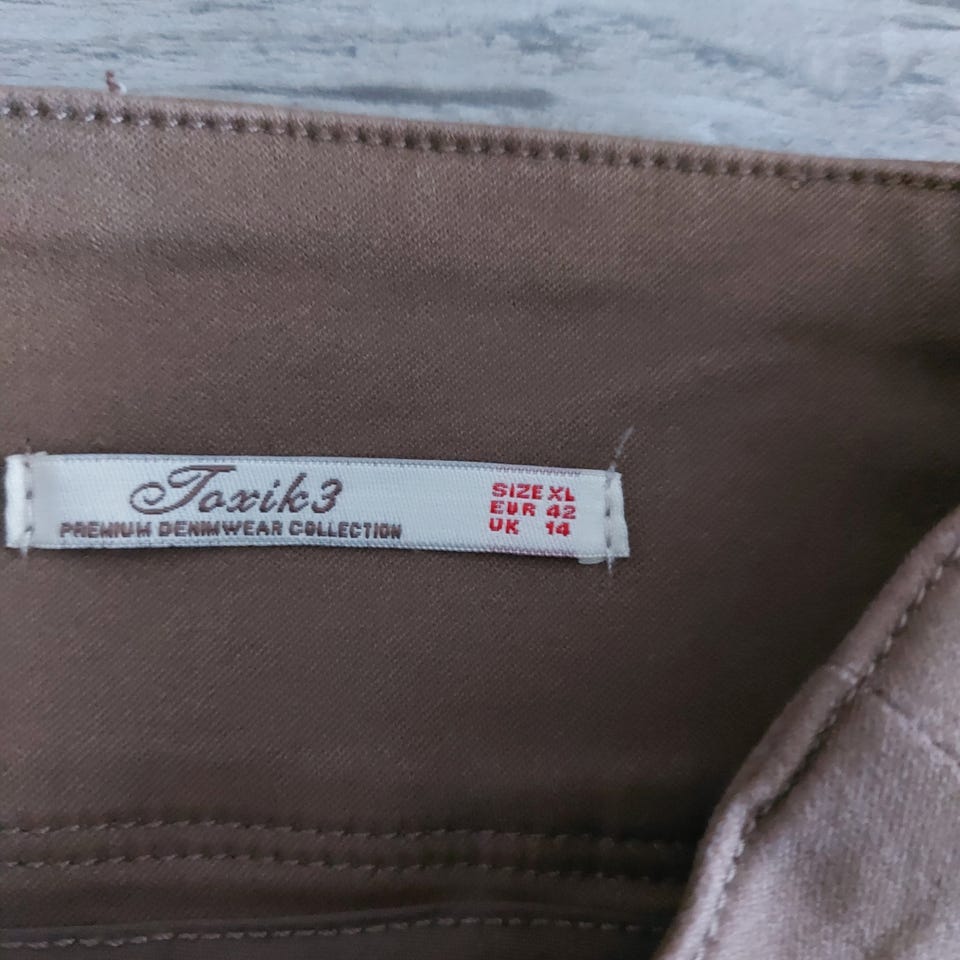 Toxik3
PREMIUM DENIMWEAR COLLECTION
SIZE XL
EUR 42
UK 14